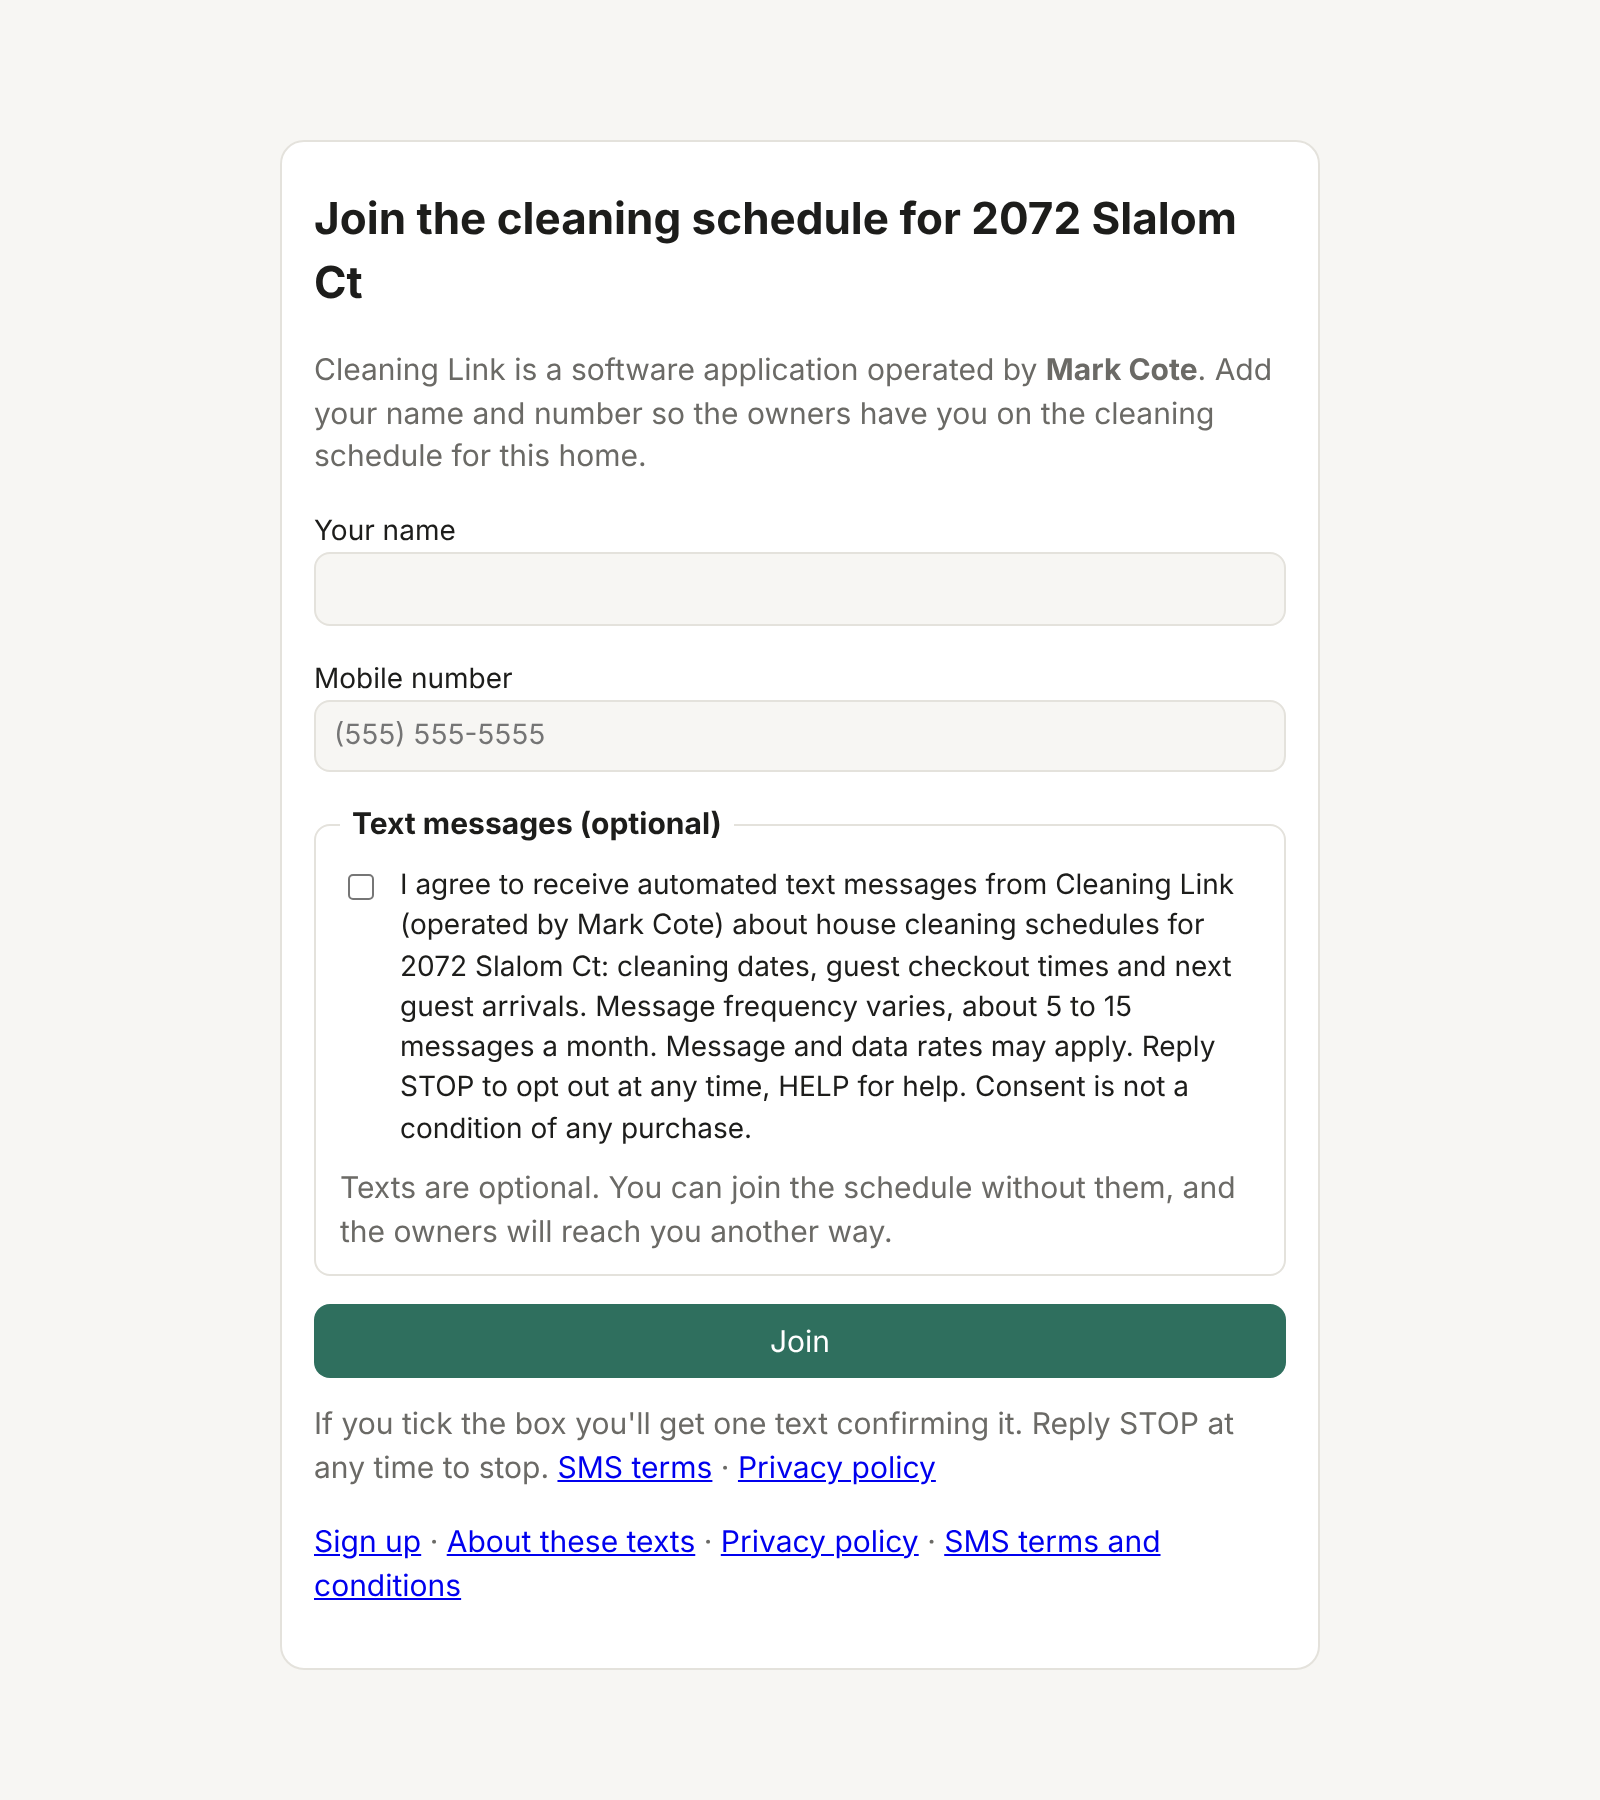 Join the cleaning schedule for 2072 Slalom
Ct
Cleaning Link is a software application operated by Mark Cote. Add
your name and number so the owners have you on the cleaning
schedule for this home.
Your name
Mobile number
(555) 555-5555
Text messages (optional)
I agree to receive automated text messages from Cleaning Link
(operated by Mark Cote) about house cleaning schedules for
2072 Slalom Ct: cleaning dates, guest checkout times and next
guest arrivals. Message frequency varies, about 5 to 15
messages a month. Message and data rates may apply. Reply
STOP to opt out at any time, HELP for help. Consent is not a
condition of any purchase.
Texts are optional. You can join the schedule without them, and
the owners will reach you another way.
Join
If you tick the box you'll get one text confirming it. Reply STOP at
any time to stop. SMS terms · Privacy policy
Sign up · About these texts · Privacy policy · SMS terms and
conditions